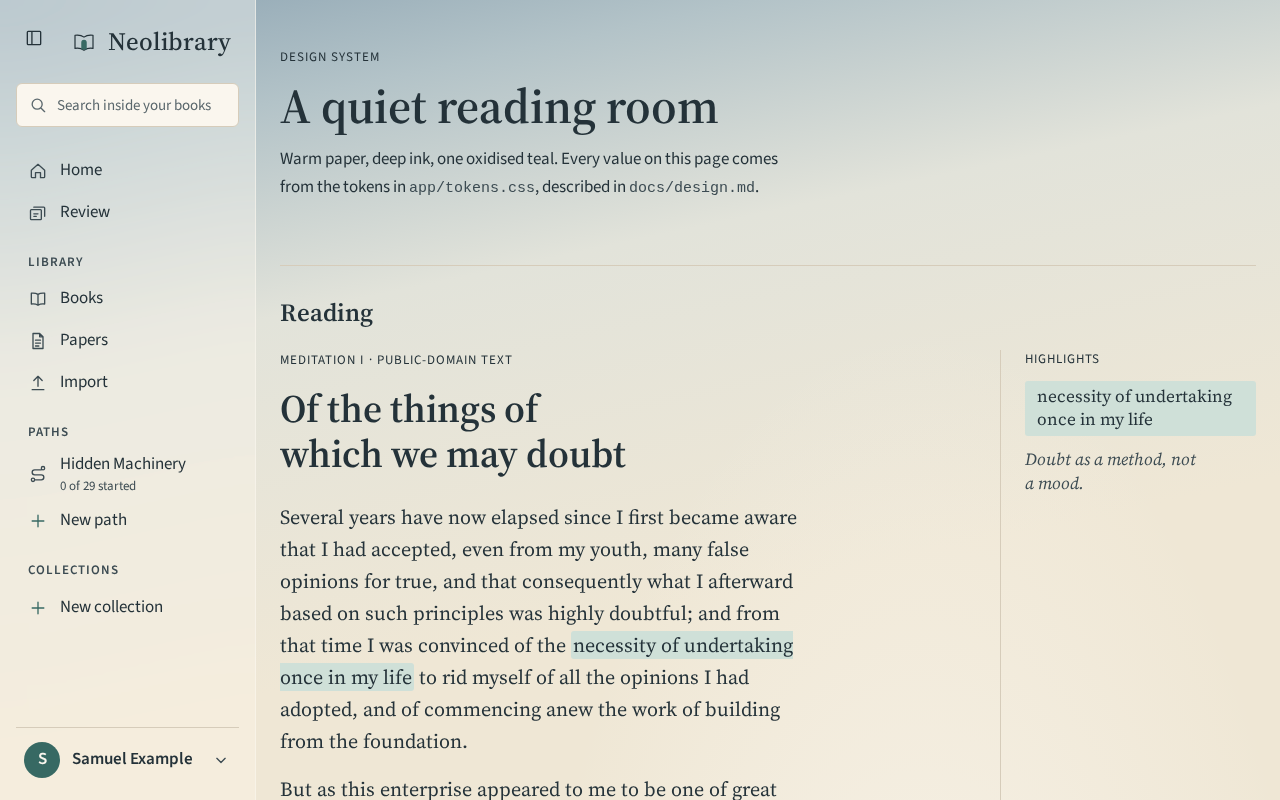 Neolibrary
Search inside your books
Home
Review
LIBRARY
Books
Papers
Import
PATHS
Hidden Machinery
0 of 29 started
New path
COLLECTIONS
New collection
S
Samuel Example
DESIGN SYSTEM
A quiet reading room
Warm paper, deep ink, one oxidised teal. Every value on this page comes
from the tokens in app/tokens.css, described in docs/design.md.
Reading
MEDITATION I · PUBLIC-DOMAIN TEXT
Of the things of
which we may doubt
Several years have now elapsed since I first became aware
that I had accepted, even from my youth, many false
opinions for true, and that consequently what I afterward
based on such principles was highly doubtful; and from
that time I was convinced of the necessity of undertaking
once in my life to rid myself of all the opinions I had
adopted, and of commencing anew the work of building
from the foundation.
But as this enterprise appeared to me to be one of great
HIGHLIGHTS
necessity of undertaking
once in my life
Doubt as a method, not
a mood.